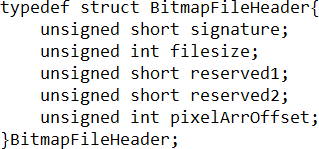 typedef struct BitmapFileHeader{
    unsigned short signature;
    unsigned int filesize;
    unsigned short reserved1;
    unsigned short reserved2;
    unsigned int pixelArrOffset;
}BitmapFileHeader;